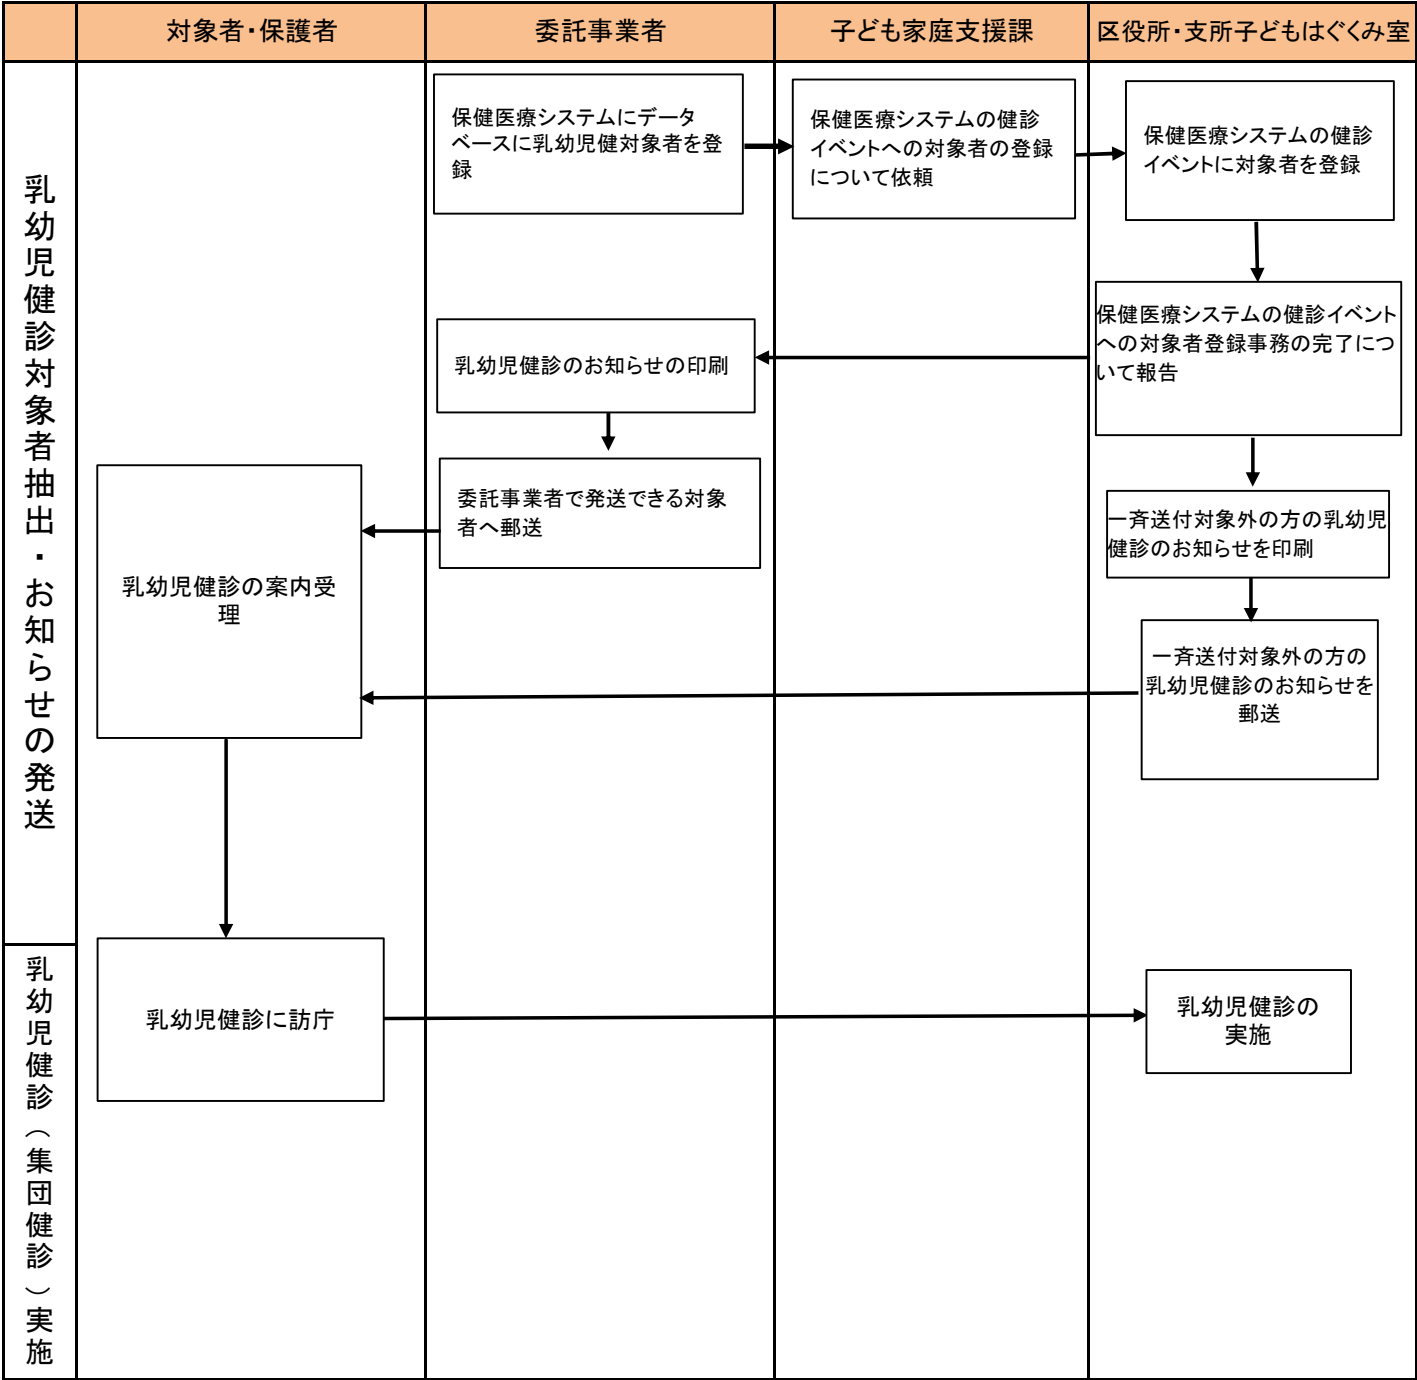 対象者・保護者
委託事業者
子ども家庭支援課
区役所・支所子どもはぐくみ室
乳幼児健診対象者抽出・お知らせの発送
保健医療システムにデータ
ベースに乳幼児健対象者を登
録
保健医療システムの健診
イベントへの対象者の登録
について依頼
保健医療システムの健診
イベントに対象者を登録
保健医療システムの健診イベント
への対象者登録事務の完了につ
いて報告
乳幼児健診のお知らせの印刷
委託事業者で発送できる対象
者へ郵送
一斉送付対象外の方の乳幼児
健診のお知らせを印刷
乳幼児健診の案内受
理
一斉送付対象外の方の
乳幼児健診のお知らせを
郵送
乳幼児健診（集団健診）実施
乳幼児健診に訪庁
乳幼児健診の
実施